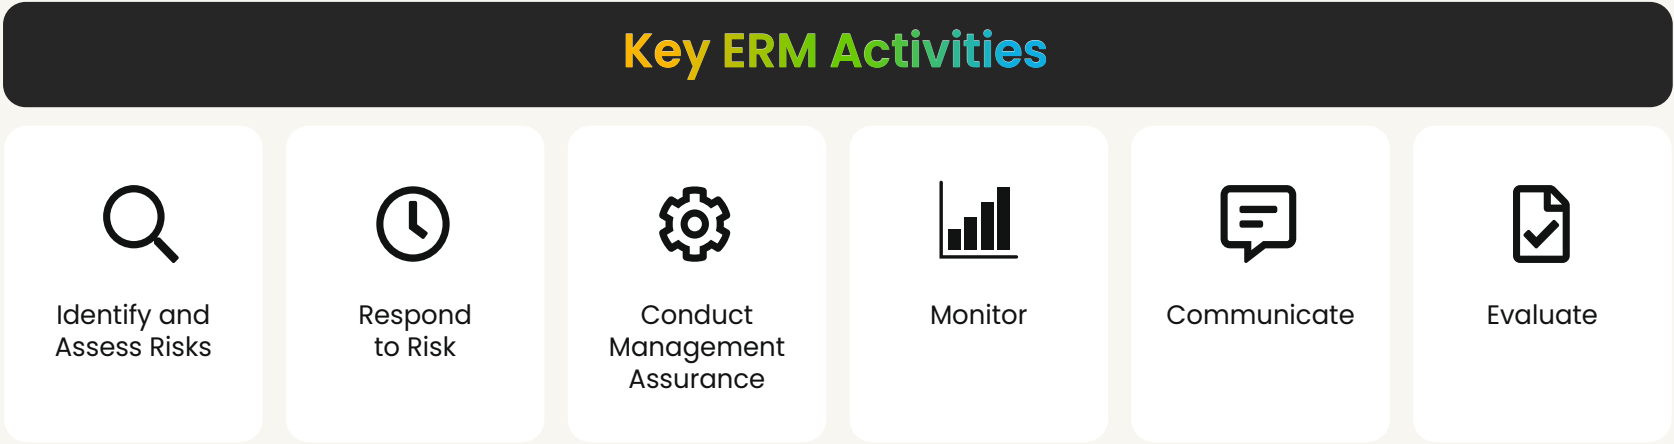 Key ERM Activities
Identify and
Assess Risks
Respond
to Risk
Conduct
Management
Assurance
Monitor
Communicate
Evaluate